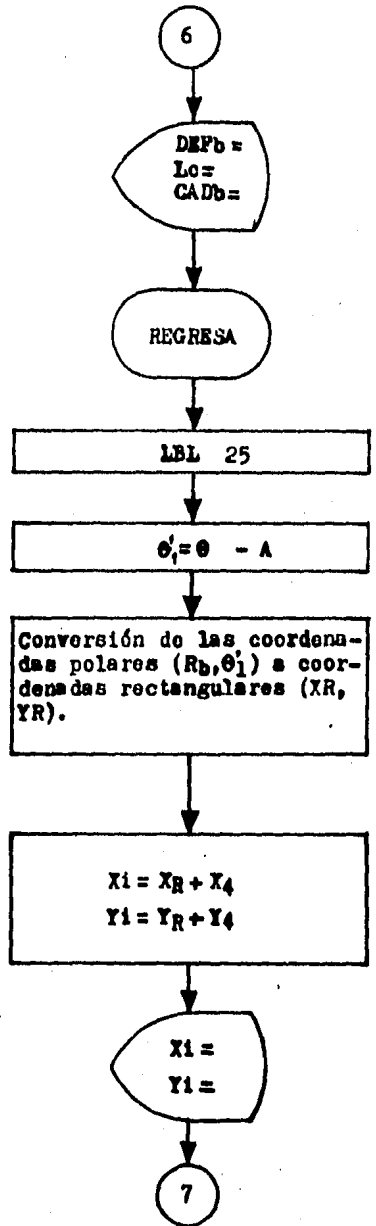 6
DEFb =
Lc=
CADb=
REGRESA
LBL 25
θ'₁= θ - A
Conversión de las coordena-
das polares (Rb,θ'₁) a coor-
denadas rectangulares (XR,
YR).
Xi = XR + X4
Yi = YR + Y4
Xi =
Yi =
7